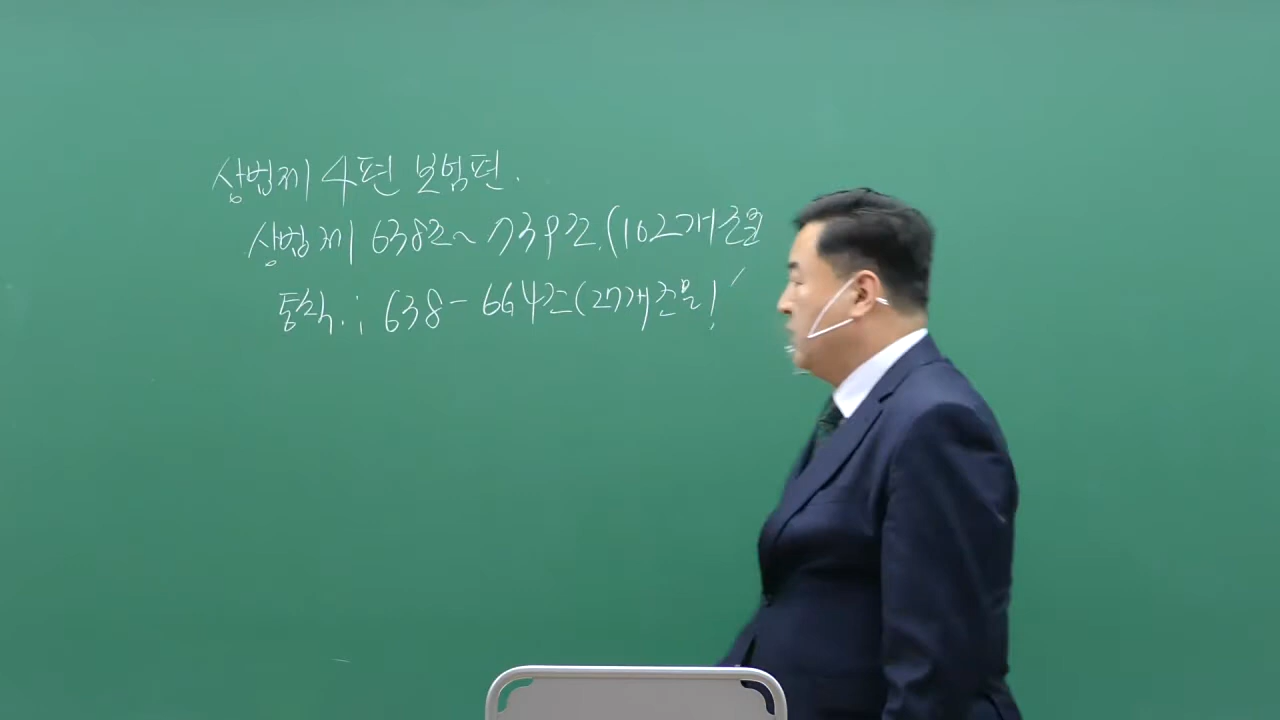 상법제 4편 보험편.
상법제 638조~739조.(102개 조문
통칙.; 638-664조(27개조문)